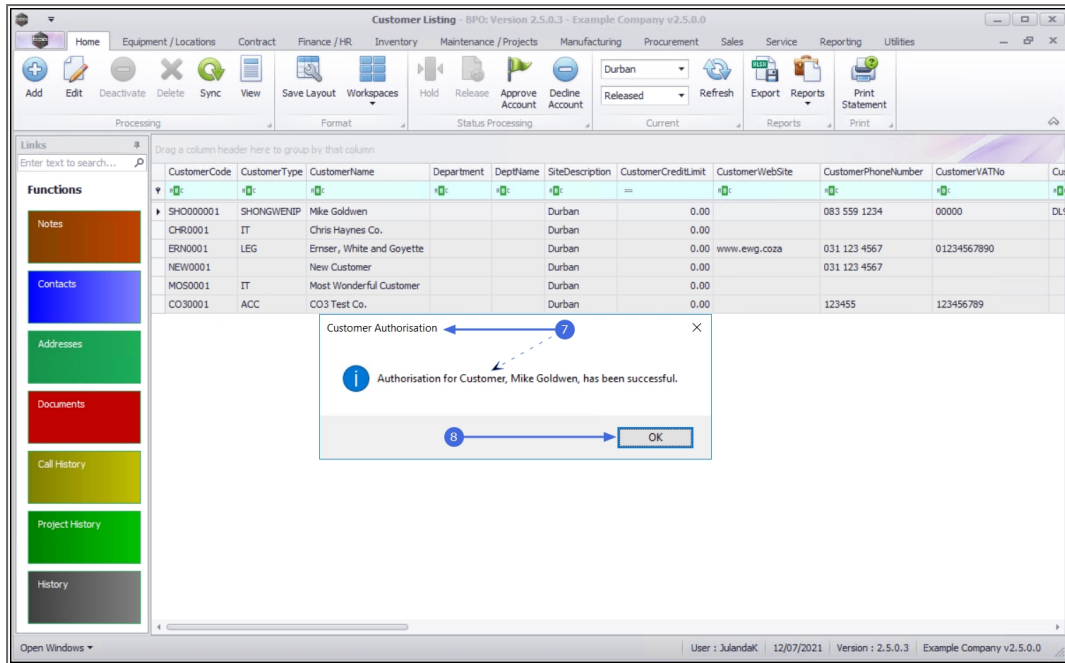 Customer Listing - BPO: Version 2.5.0.3 - Example Company v2.5.0.0
Home Equipment / Locations Contract Finance / HR Inventory Maintenance / Projects Manufacturing Procurement Sales Service Reporting Utilities
Add Edit Deactivate Delete Sync View Save Layout Workspaces Hold Release Approve Account Decline Account Durban Released Refresh Export Reports Print Statement
Processing Format Status Processing Current Reports Print
Links
Enter text to search...
Drag a column header here to group by that column
CustomerCode CustomerType CustomerName Department DeptName SiteDescription CustomerCreditLimit CustomerWebSite CustomerPhoneNumber CustomerVATNo Cu
Functions
SHO000001 SHONGWENIP Mike Goldwen Durban 0.00 083 559 1234 00000 DL9
CHR0001 IT Chris Haynes Co. Durban 0.00
ERN0001 LEG Ernser, White and Goyette Durban 0.00 www.ewg.coza 031 123 4567 01234567890
NEW0001 New Customer Durban 0.00 031 123 4567
MOS0001 IT Most Wonderful Customer Durban 0.00
CO30001 ACC CO3 Test Co. Durban 0.00 123455 123456789
Notes
Contacts
Addresses
Documents
Call History
Project History
History
Customer Authorisation 7
Authorisation for Customer, Mike Goldwen, has been successful.
8 OK
Open Windows User : JulandaK 12/07/2021 Version : 2.5.0.3 Example Company v2.5.0.0